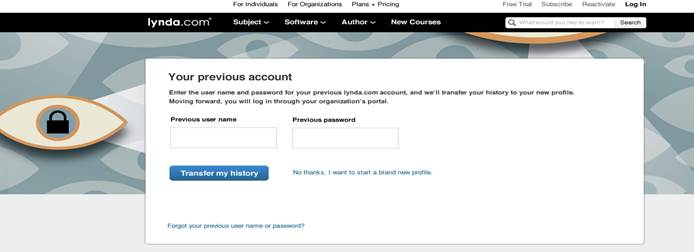 For Individuals For Organizations Plans + Pricing Free Trial Subscribe Reactivate Log In
lynda.com Subject Software Author New Courses What would you like to learn? Search
Your previous account
Enter the user name and password for your previous lynda.com account, and we'll transfer your history to your new profile.
Moving forward, you will log in through your organization's portal.
Previous user name Previous password
Transfer my history No thanks, I want to start a brand new profile.
Forgot your previous user name or password?